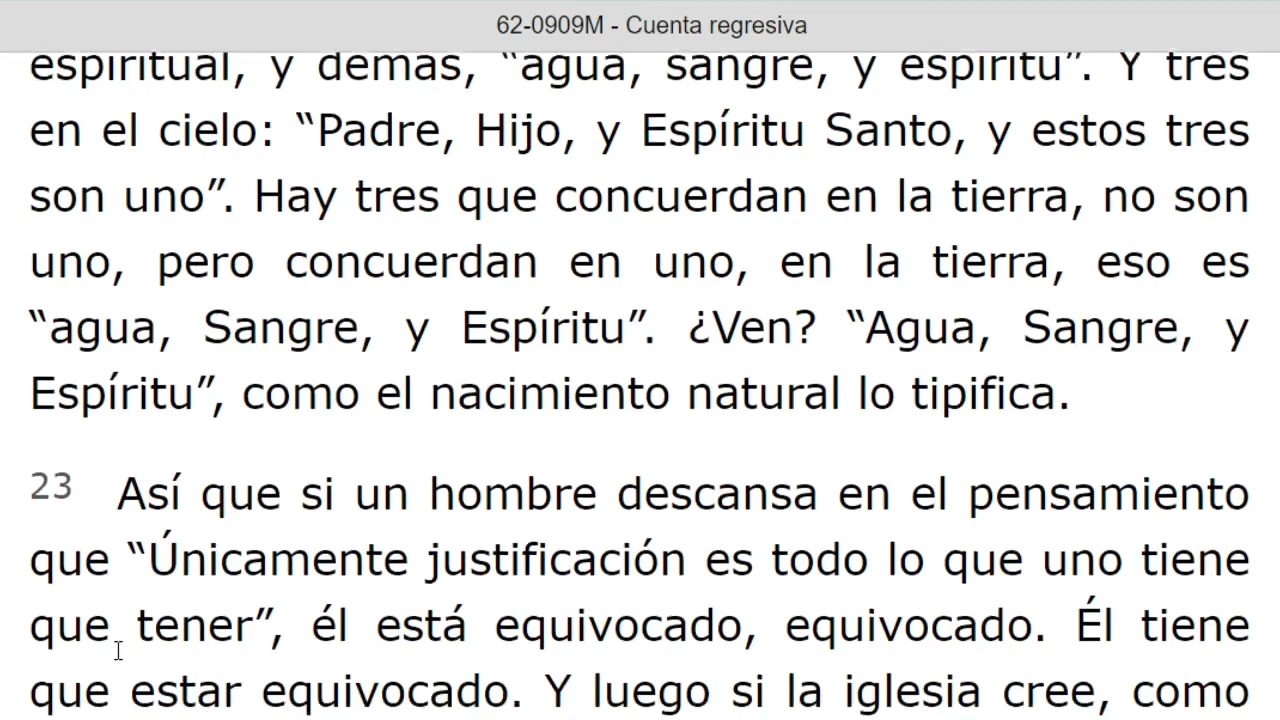 62-0909M - Cuenta regresiva
espiritual, y demás, “agua, sangre, y espíritu”. Y tres
en el cielo: “Padre, Hijo, y Espíritu Santo, y estos tres
son uno”. Hay tres que concuerdan en la tierra, no son
uno, pero concuerdan en uno, en la tierra, eso es
“agua, Sangre, y Espíritu”. ¿Ven? “Agua, Sangre, y
Espíritu”, como el nacimiento natural lo tipifica.
23 Así que si un hombre descansa en el pensamiento
que “Únicamente justificación es todo lo que uno tiene
que tener”, él está equivocado, equivocado. Él tiene
que estar equivocado. Y luego si la iglesia cree, como